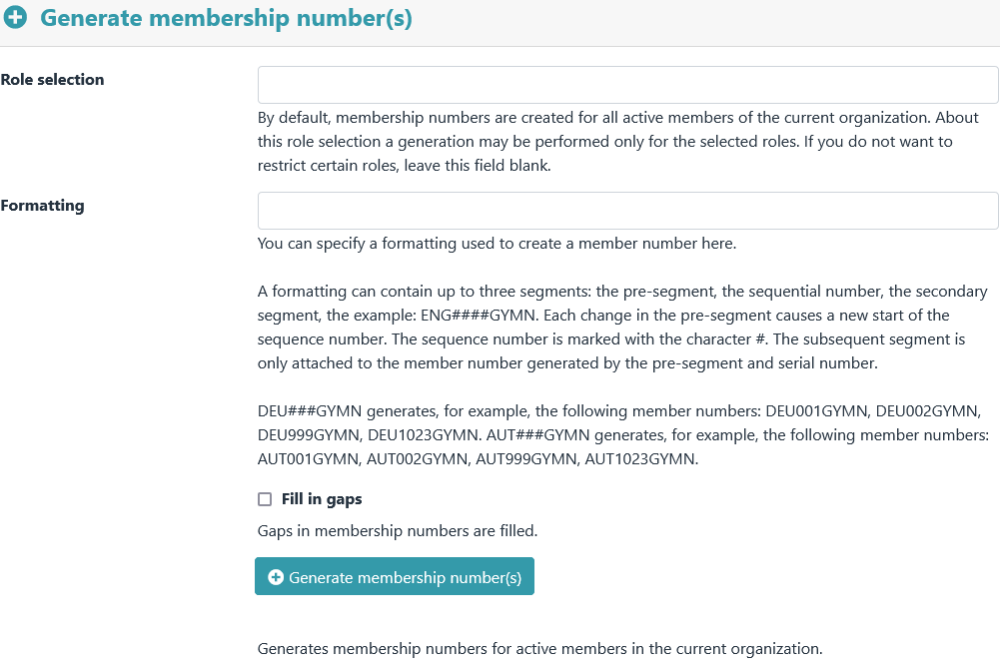 Generate membership number(s)
Role selection
By default, membership numbers are created for all active members of the current organization. About
this role selection a generation may be performed only for the selected roles. If you do not want to
restrict certain roles, leave this field blank.
Formatting
You can specify a formatting used to create a member number here.
A formatting can contain up to three segments: the pre-segment, the sequential number, the secondary
segment, the example: ENG####GYMN. Each change in the pre-segment causes a new start of the
sequence number. The sequence number is marked with the character #. The subsequent segment is
only attached to the member number generated by the pre-segment and serial number.
DEU###GYMN generates, for example, the following member numbers: DEU001GYMN, DEU002GYMN,
DEU999GYMN, DEU1023GYMN. AUT###GYMN generates, for example, the following member numbers:
AUT001GYMN, AUT002GYMN, AUT999GYMN, AUT1023GYMN.
Fill in gaps
Gaps in membership numbers are filled.
Generate membership number(s)
Generates membership numbers for active members in the current organization.